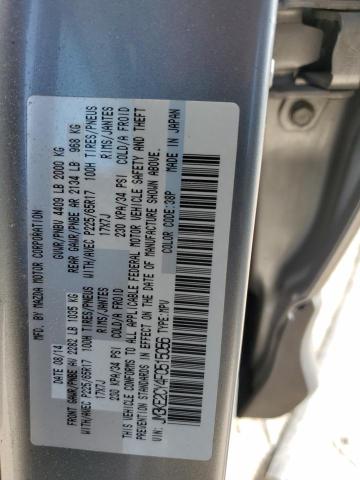 MFD BY MAZDA MOTOR CORPORATION
DATE 08/14 GVWR/PNBV 4409 LB 2000 KG
FRONT GAWR/PNBE AV 2282 LB 1035 KG REAR GAWR/PNBE AR 2134 LB 968 KG
WITH/AVEC P225/65R17 100H TIRES/PNEUS WITH/AVEC P225/65R17 100H TIRES/PNEUS
17X7J RIMS/JANTES 17X7J RIMS/JANTES
230 KPA/34 PSI COLD/A FROID 230 KPA/34 PSI COLD/A FROID
THIS VEHICLE CONFORMS TO ALL APPLICABLE FEDERAL MOTOR VEHICLE SAFETY AND THEFT
PREVENTION STANDARDS IN EFFECT ON THE DATE OF MANUFACTURE SHOWN ABOVE.
VIN: JM3KE2CY4F0516066 TYPE:MPV COLOR CODE:38P MADE IN JAPAN